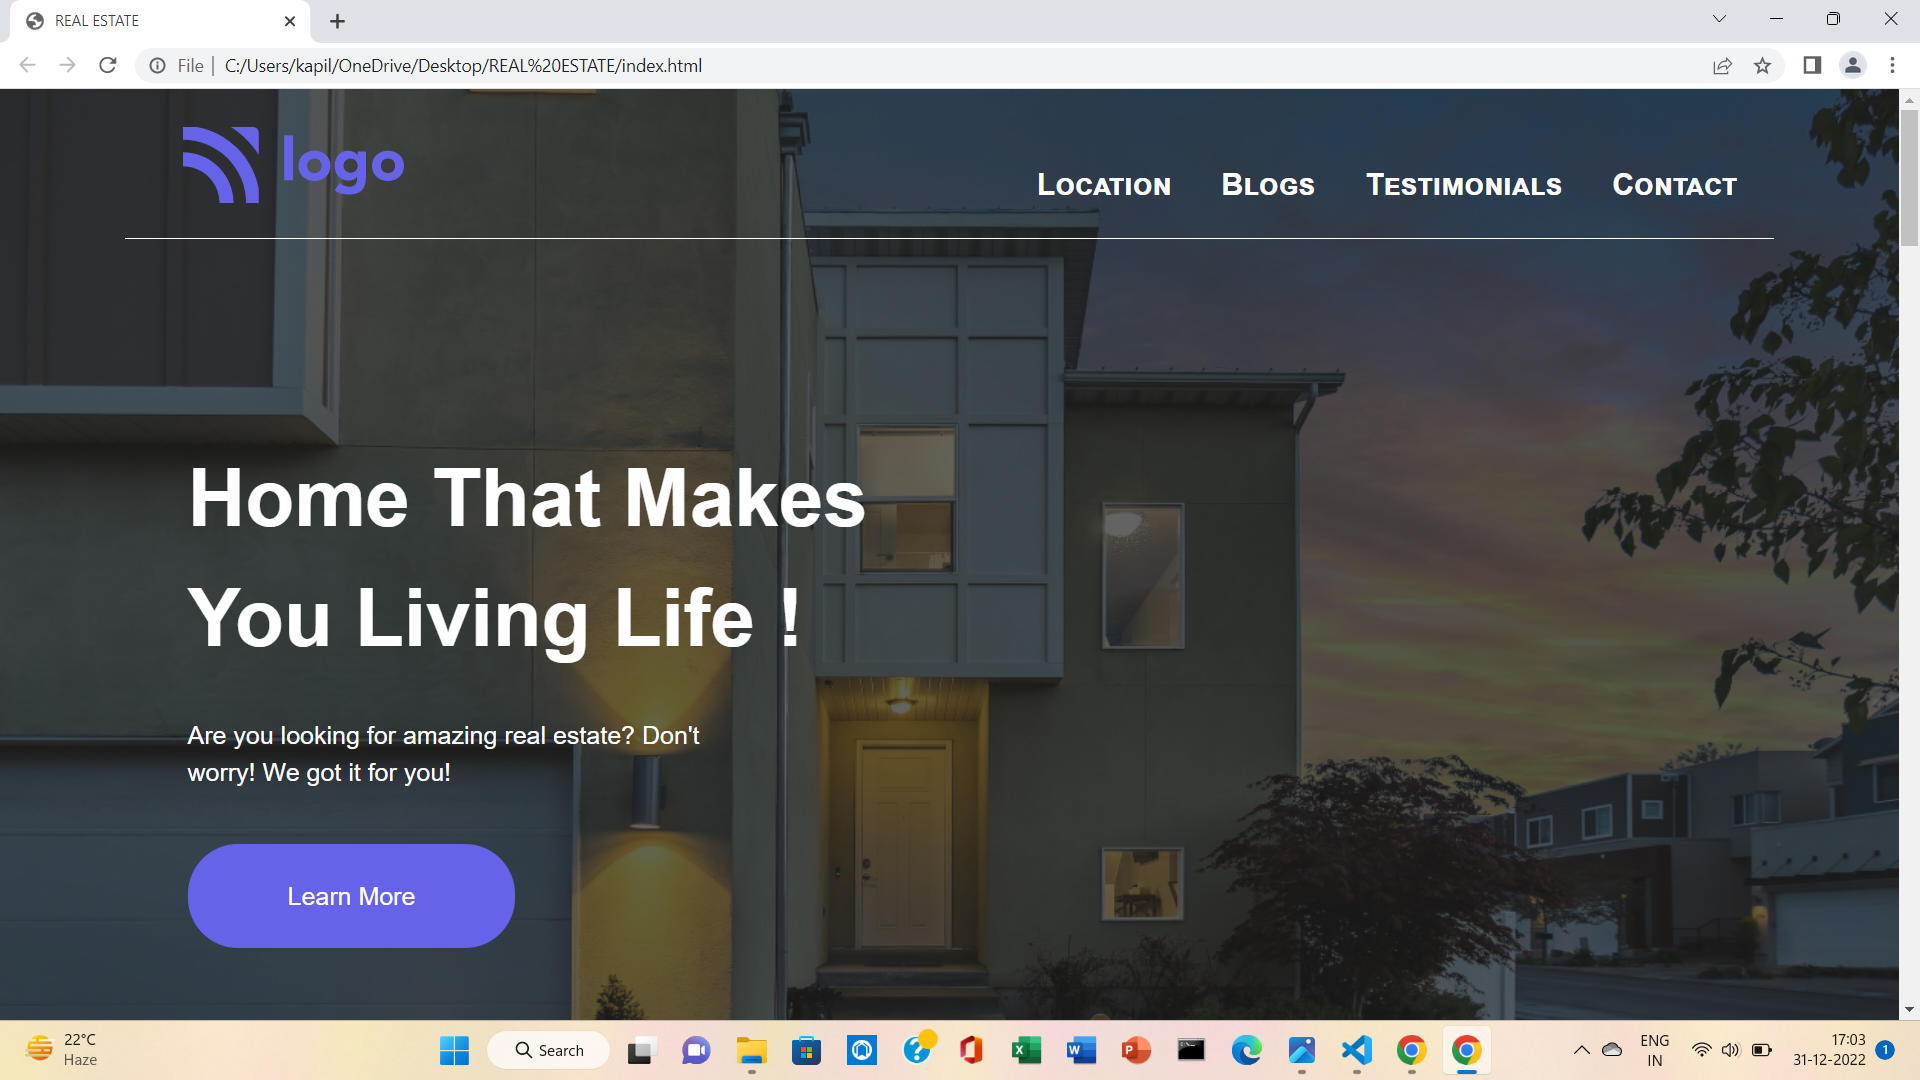 REAL ESTATE
File | C:/Users/kapil/OneDrive/Desktop/REAL%20ESTATE/index.html
logo
Location Blogs Testimonials Contact
Home That Makes
You Living Life !
Are you looking for amazing real estate? Don't
worry! We got it for you!
Learn More
22°C
Haze
Search
ENG
IN
17:03
31-12-2022
1